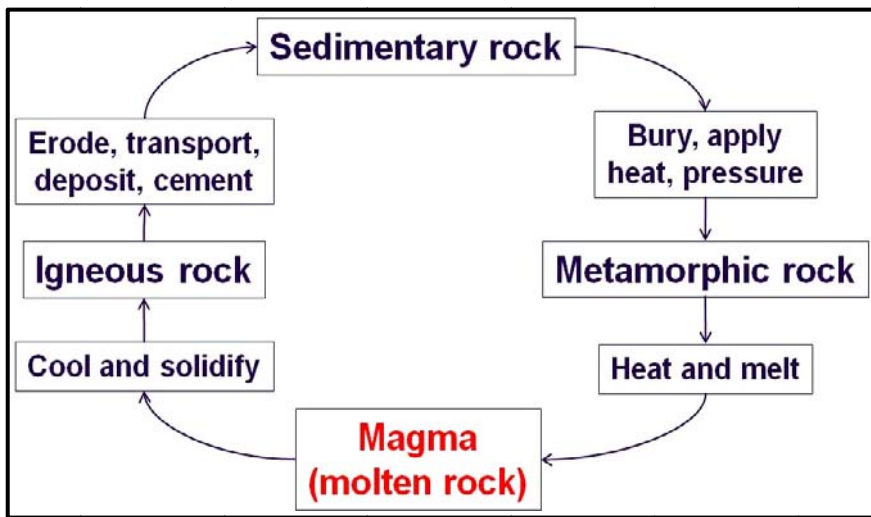 Sedimentary rock
Bury, apply
heat, pressure
Metamorphic rock
Heat and melt
Magma
(molten rock)
Cool and solidify
Igneous rock
Erode, transport,
deposit, cement